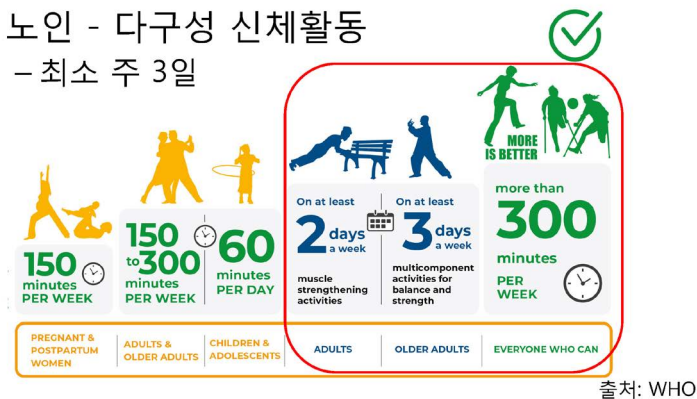 노인 - 다구성 신체활동
– 최소 주 3일
MORE
IS BETTER
150
minutes
PER WEEK
150
to 300
minutes
PER WEEK
60
minutes
PER DAY
On at least
2 days
a week
muscle
strengthening
activities
On at least
3 days
a week
multicomponent
activities for
balance and
strength
more than
300
minutes
PER
WEEK
PREGNANT &
POSTPARTUM
WOMEN
ADULTS &
OLDER ADULTS
CHILDREN &
ADOLESCENTS
ADULTS
OLDER ADULTS
EVERYONE WHO CAN
출처: WHO